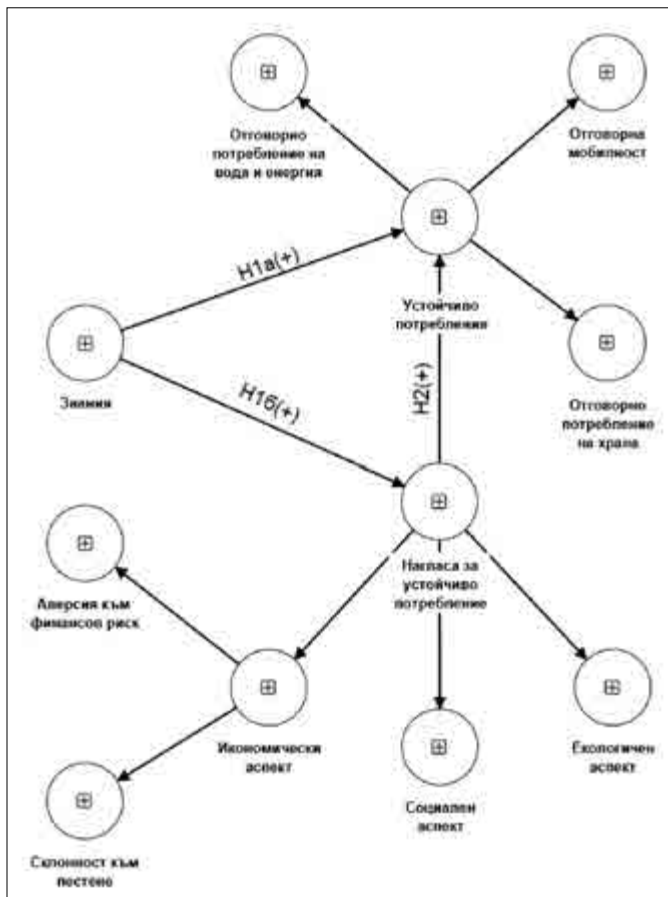 Отговорно
потребление на
вода и енергия
Отговорна
мобилност
H1а(+)
Устойчиво
потребление
Знания
H1б(+)
H2(+)
Отговорно
потребление
на храна
Нагласа за
устойчиво
потребление
Аверсия към
финансов риск
Икономически
аспект
Социален
аспект
Екологичен
аспект
Склонност към
пестене